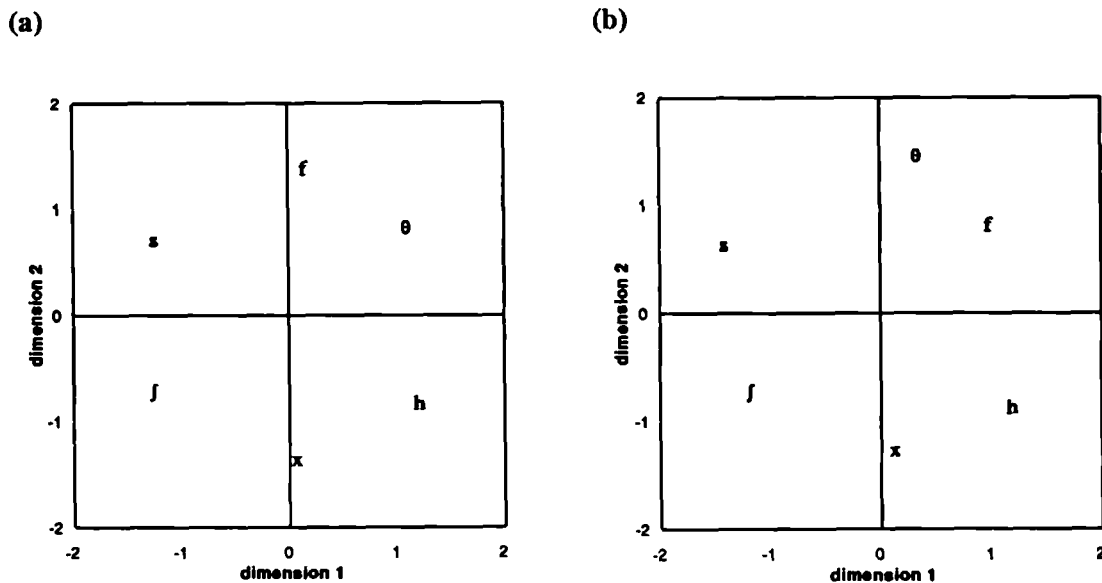 (a)
2
1
0
-1
-2
dimension 2
f
θ
s
ʃ
h
x
-2 -1 0 1 2
dimension 1
(b)
2
1
0
-1
-2
dimension 2
θ
f
s
ʃ
h
x
-2 -1 0 1 2
dimension 1